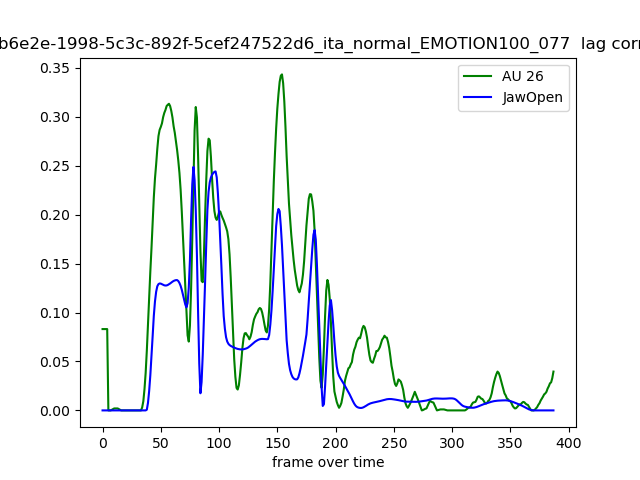 b6e2e-1998-5c3c-892f-5cef247522d6_ita_normal_EMOTION100_077 lag corr
AU 26
JawOpen
0.35
0.30
0.25
0.20
0.15
0.10
0.05
0.00
0 50 100 150 200 250 300 350 400
frame over time